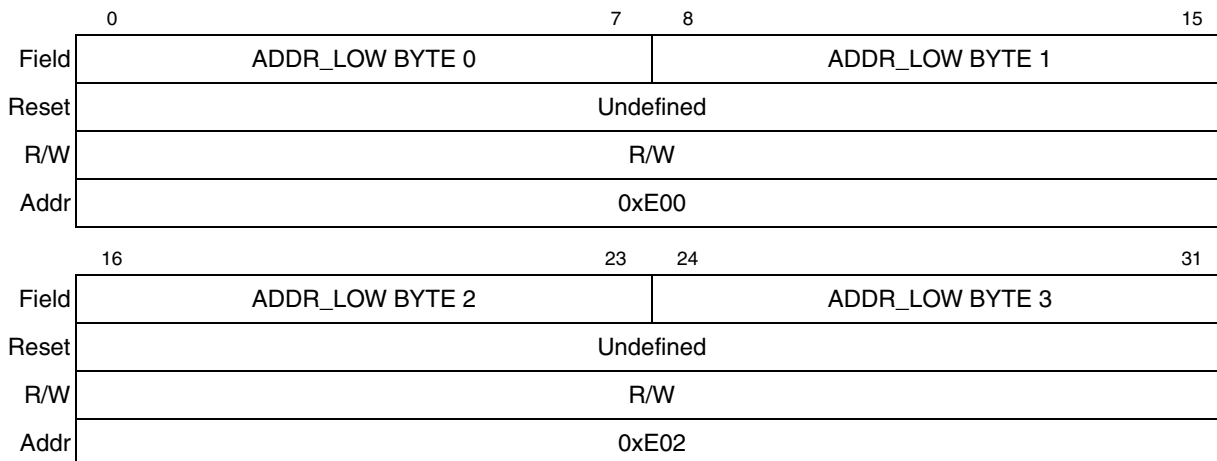 0 7 8 15
Field ADDR_LOW BYTE 0 ADDR_LOW BYTE 1
Reset Undefined
R/W R/W
Addr 0xE00
16 23 24 31
Field ADDR_LOW BYTE 2 ADDR_LOW BYTE 3
Reset Undefined
R/W R/W
Addr 0xE02